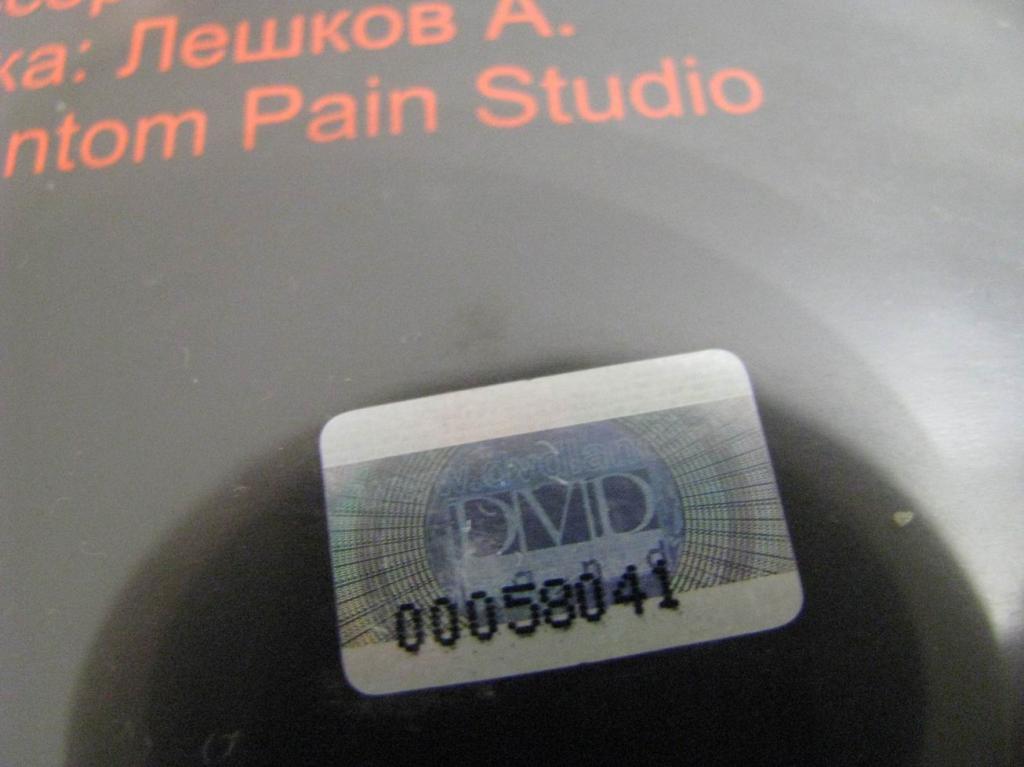 ка: Лешков А.
ntom Pain Studio
DVD
00058041